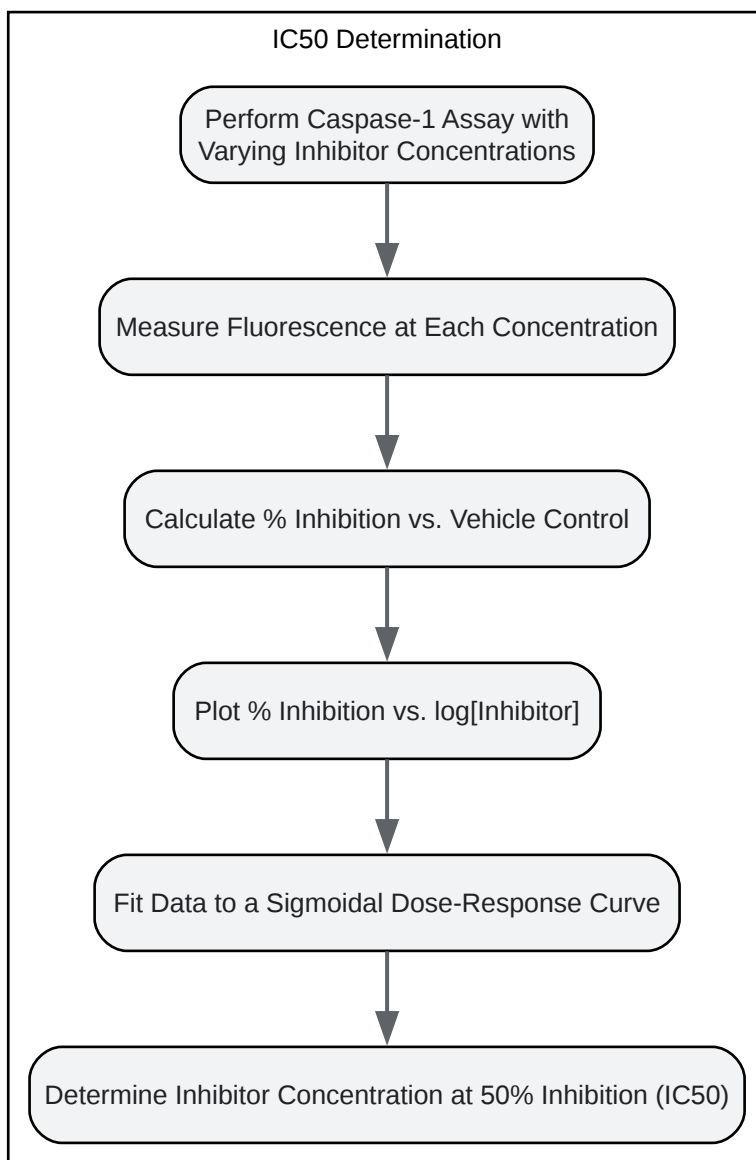 IC50 Determination
Perform Caspase-1 Assay with
Varying Inhibitor Concentrations
Measure Fluorescence at Each Concentration
Calculate % Inhibition vs. Vehicle Control
Plot % Inhibition vs. log[Inhibitor]
Fit Data to a Sigmoidal Dose-Response Curve
Determine Inhibitor Concentration at 50% Inhibition (IC50)